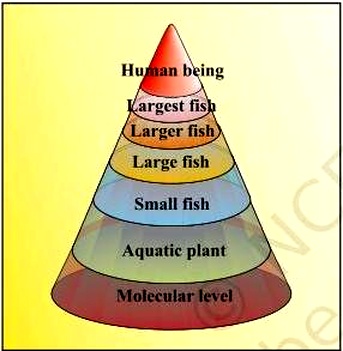 Human being
Largest fish
Larger fish
Large fish
Small fish
Aquatic plant
Molecular level